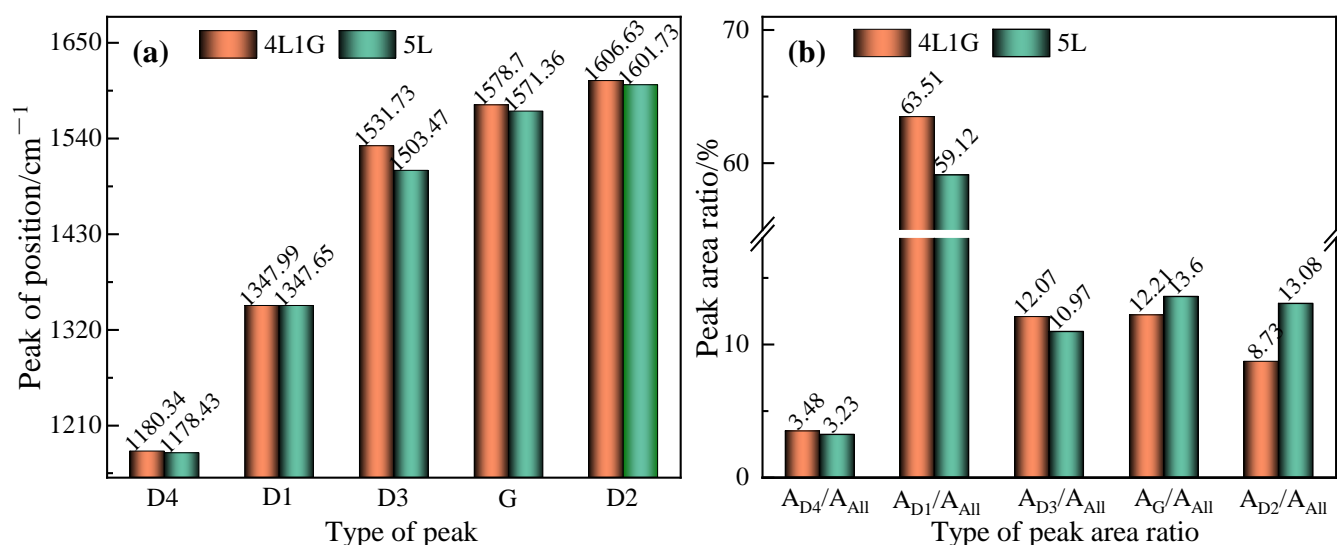 (a)
4L1G
5L
Peak of position/cm⁻¹
1650
1540
1430
1320
1210
1180.34
1178.43
1347.99
1347.65
1531.73
1503.47
1578.7
1571.36
1606.63
1601.73
D4
D1
D3
G
D2
Type of peak
(b)
4L1G
5L
Peak area ratio/%
70
60
10
0
3.48
3.23
63.51
59.12
12.07
10.97
12.21
13.6
8.73
13.08
A_D4/A_All
A_D1/A_All
A_D3/A_All
A_G/A_All
A_D2/A_All
Type of peak area ratio